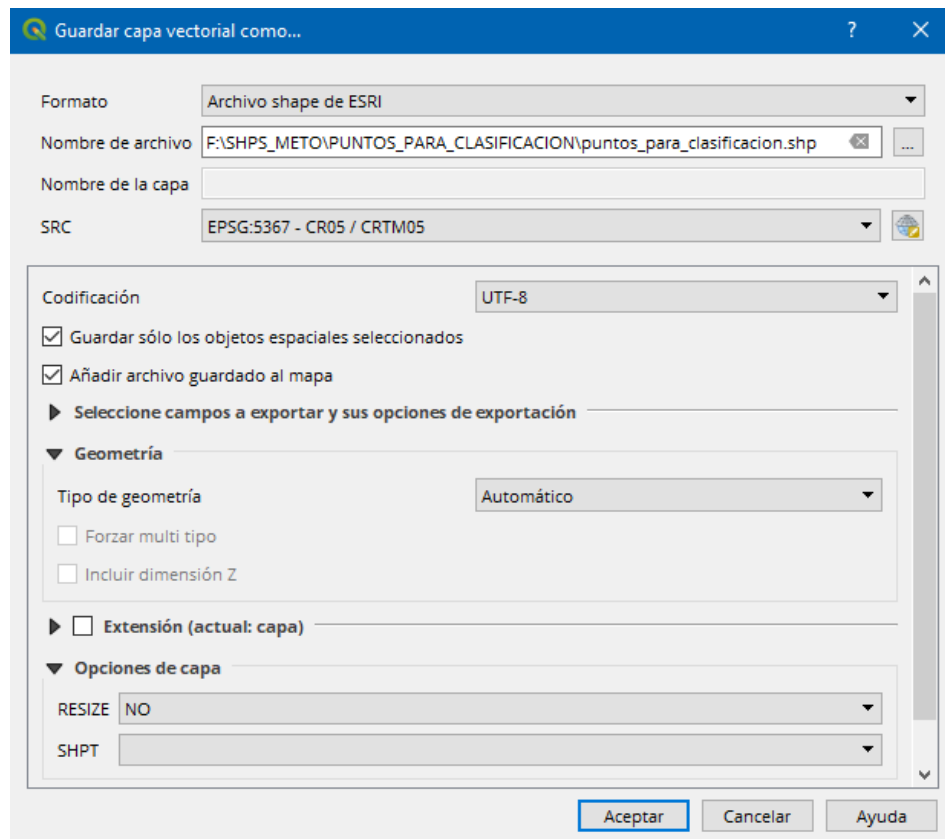 Guardar capa vectorial como...
Formato Archivo shape de ESRI
Nombre de archivo F:\SHPS_METO\PUNTOS_PARA_CLASIFICACION\puntos_para_clasificacion.shp ...
Nombre de la capa
SRC EPSG:5367 - CR05 / CRTM05
Codificación UTF-8
Guardar sólo los objetos espaciales seleccionados
Añadir archivo guardado al mapa
Seleccione campos a exportar y sus opciones de exportación
Geometría
Tipo de geometría Automático
Forzar multi tipo
Incluir dimensión Z
Extensión (actual: capa)
Opciones de capa
RESIZE NO
SHPT
Aceptar Cancelar Ayuda